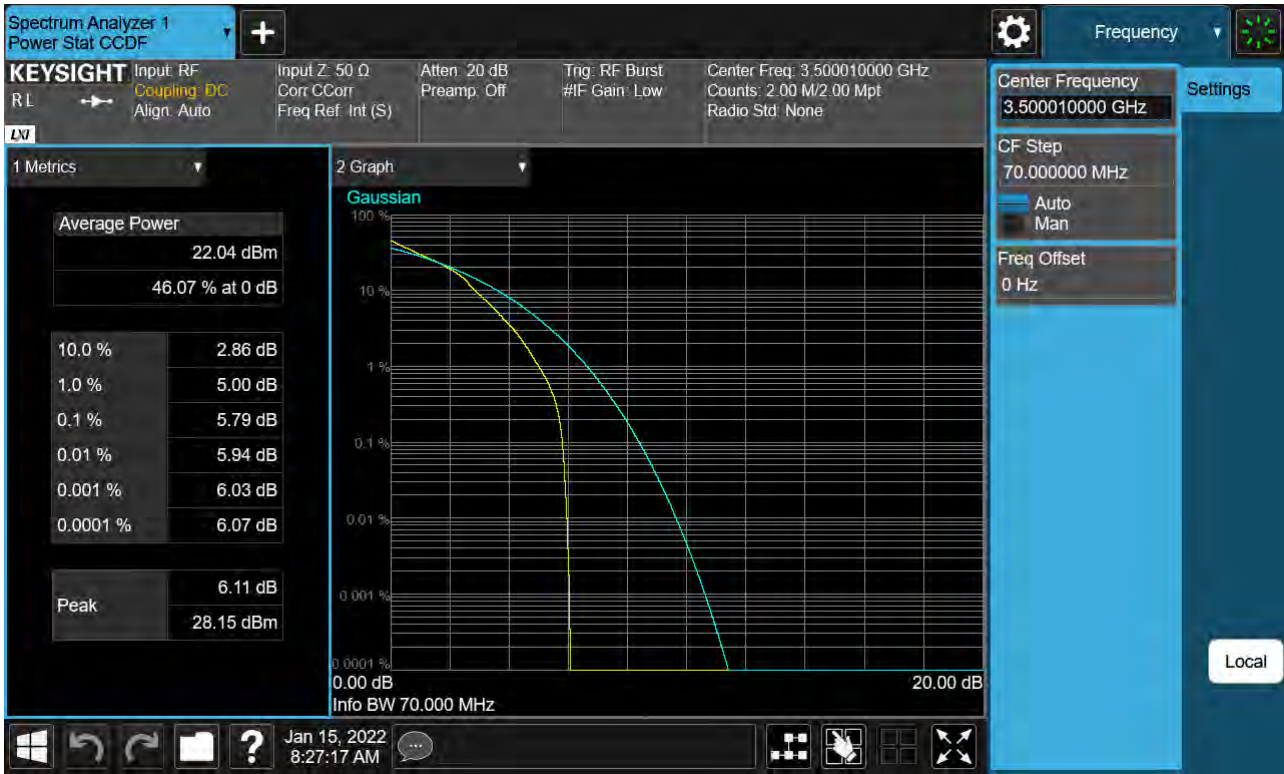 Spectrum Analyzer 1
Power Stat CCDF
+
Frequency
KEYSIGHT
RL
LXI
Input: RF
Coupling: DC
Align: Auto
Input Z: 50 Ω
Corr CCorr
Freq Ref: Int (S)
Atten: 20 dB
Preamp: Off
Trig: RF Burst
#IF Gain: Low
Center Freq: 3.500010000 GHz
Counts: 2.00 M/2.00 Mpt
Radio Std: None
Center Frequency
3.500010000 GHz
Settings
CF Step
70.000000 MHz
Auto
Man
Freq Offset
0 Hz
1 Metrics
Average Power
22.04 dBm
46.07 % at 0 dB
10.0 % 2.86 dB
1.0 % 5.00 dB
0.1 % 5.79 dB
0.01 % 5.94 dB
0.001 % 6.03 dB
0.0001 % 6.07 dB
Peak
6.11 dB
28.15 dBm
2 Graph
Gaussian
100 %
10 %
1 %
0.1 %
0.01 %
0.001 %
0.0001 %
0.00 dB 20.00 dB
Info BW 70.000 MHz
Local
?
Jan 15, 2022
8:27:17 AM